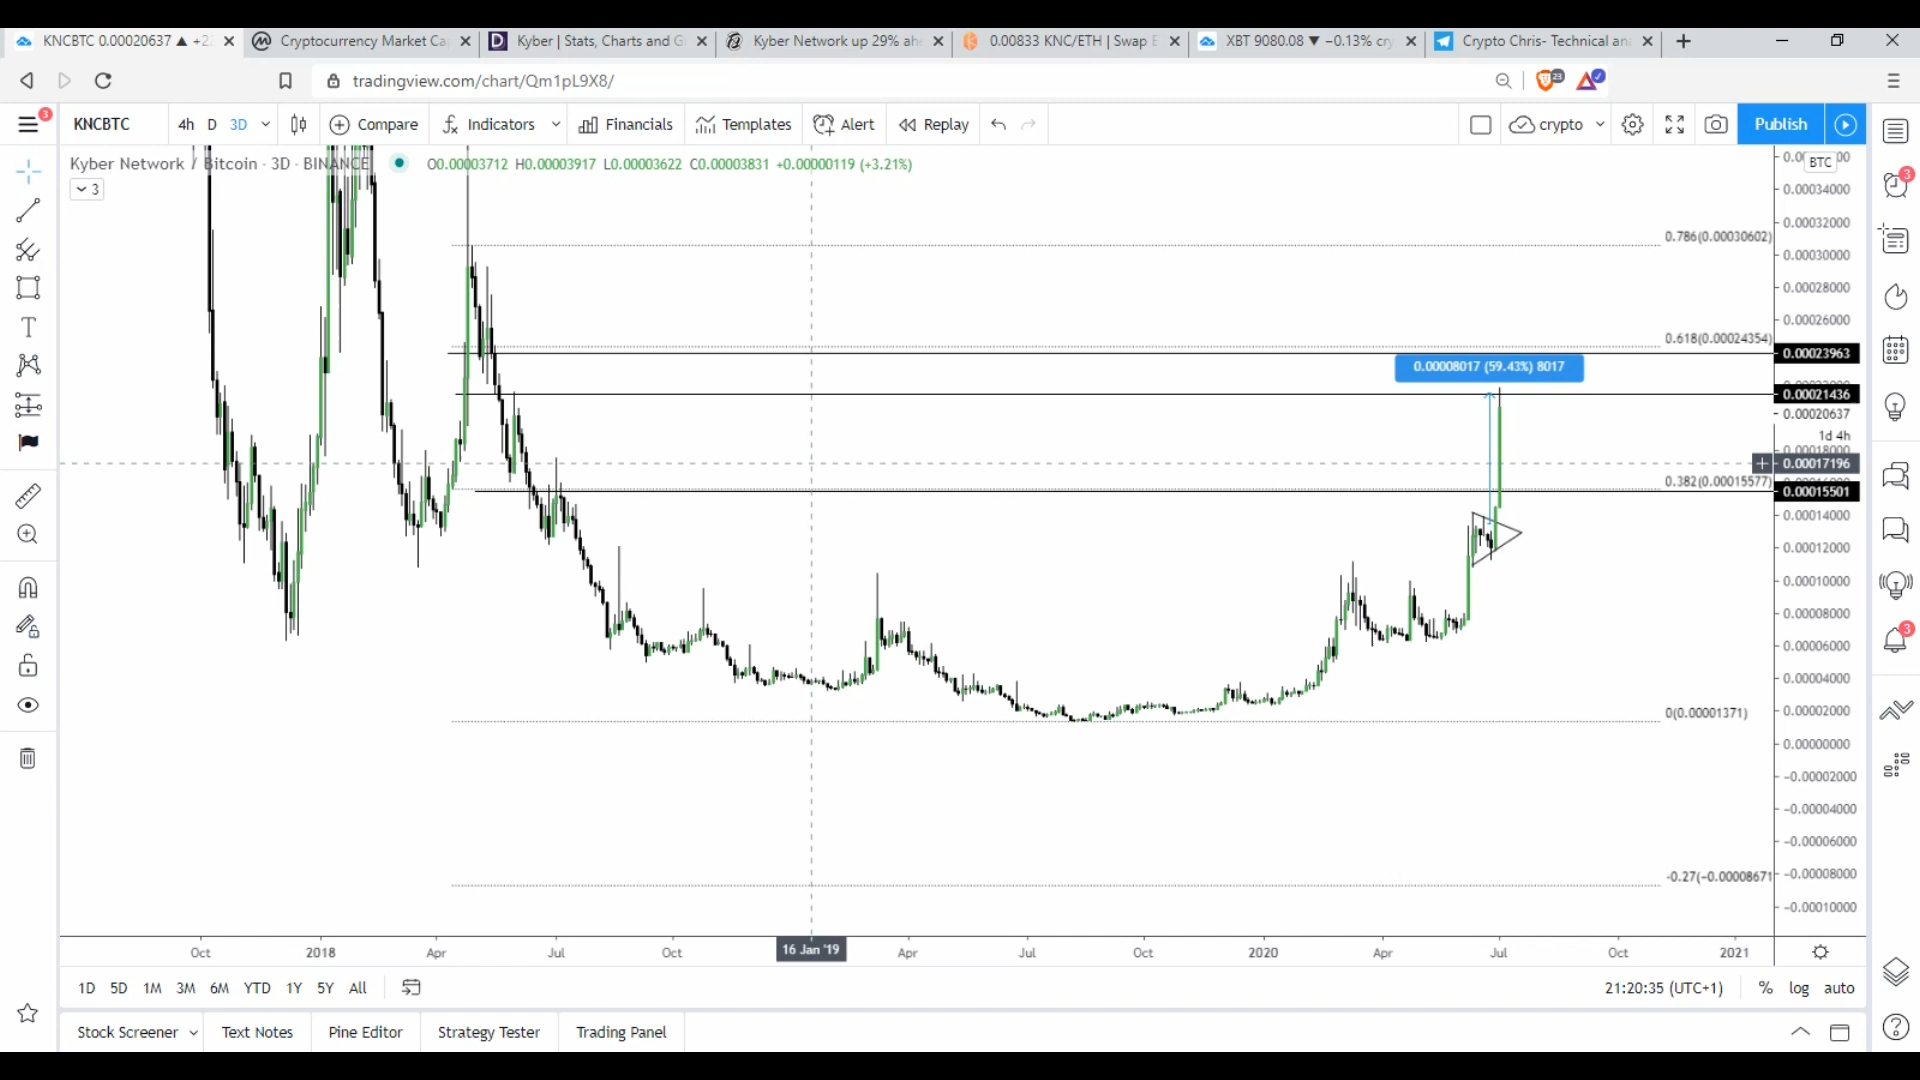 KNCBTC 0.00020637 ▲ +22
Cryptocurrency Market Ca
Kyber | Stats, Charts and G
Kyber Network up 29% ah
0.00833 KNC/ETH | Swap E
XBT 9080.08 ▼ −0.13% cry
Crypto Chris- Technical an
tradingview.com/chart/Qm1pL9X8/
23
3
KNCBTC
4h D 3D
Compare
Indicators
Financials
Templates
Alert
Replay
crypto
Publish
Kyber Network / Bitcoin · 3D · BINANCE
O0.00003712 H0.00003917 L0.00003622 C0.00003831 +0.00000119 (+3.21%)
3
BTC
0.00034000
0.00032000
0.786(0.00030602)
0.00030000
0.00028000
0.00026000
0.618(0.00024354)
0.00023963
0.00008017 (59.43%) 8017
0.00021436
0.00020637
1d 4h
0.00018000
0.00017196
0.382(0.00015577)
0.00015501
0.00014000
0.00012000
0.00010000
0.00008000
0.00006000
0.00004000
0.00002000
0(0.00001371)
0.00000000
−0.00002000
−0.00004000
−0.00006000
-0.27(−0.00008671
−0.00008000
−0.00010000
Oct 2018 Apr Jul Oct 16 Jan '19 Apr Jul Oct 2020 Apr Jul Oct 2021
1D 5D 1M 3M 6M YTD 1Y 5Y All
21:20:35 (UTC+1) % log auto
Stock Screener
Text Notes
Pine Editor
Strategy Tester
Trading Panel
3
3